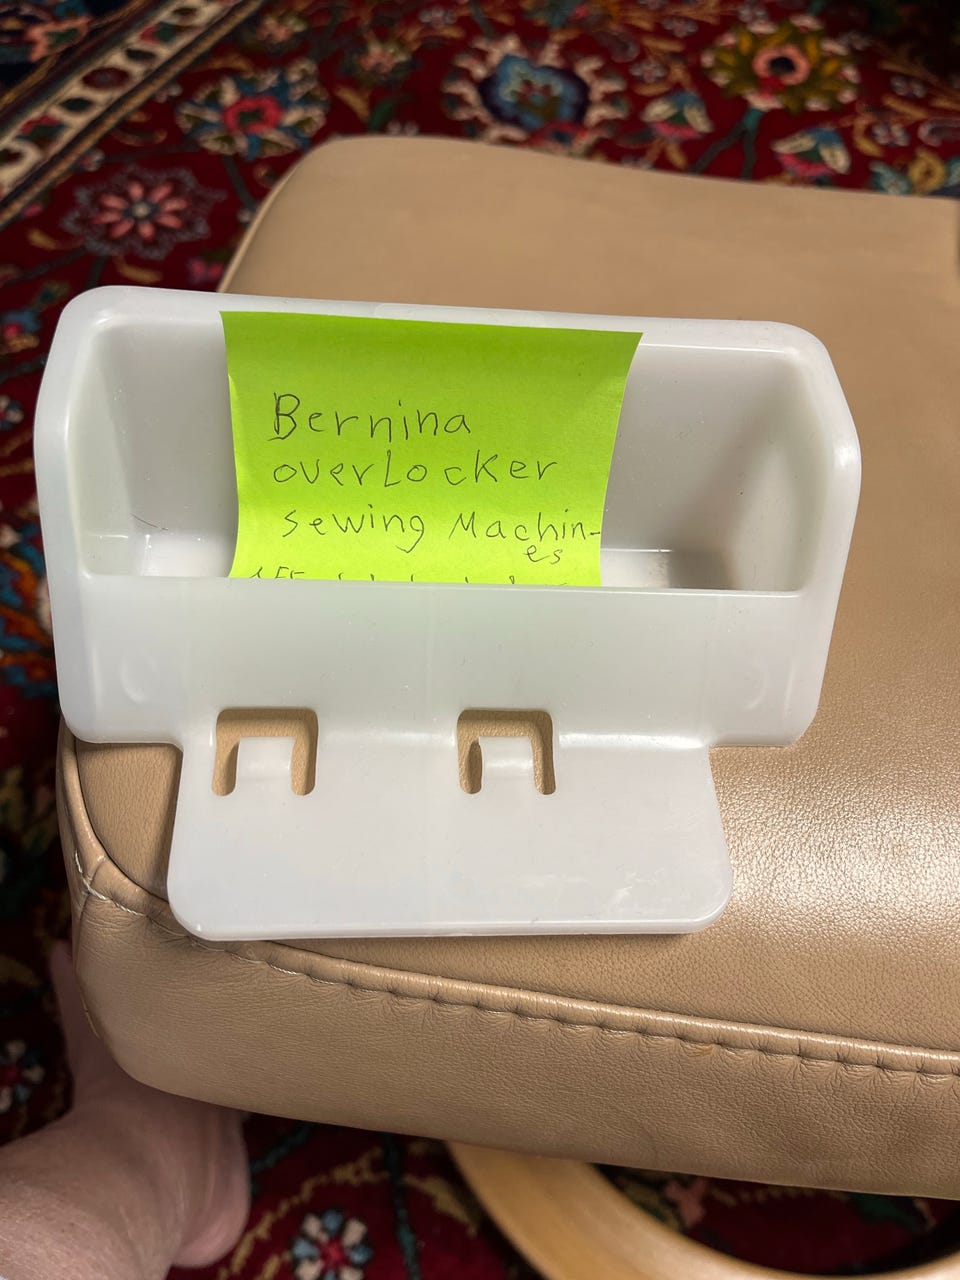 Bernina
overLocker
sewing Machin-
es